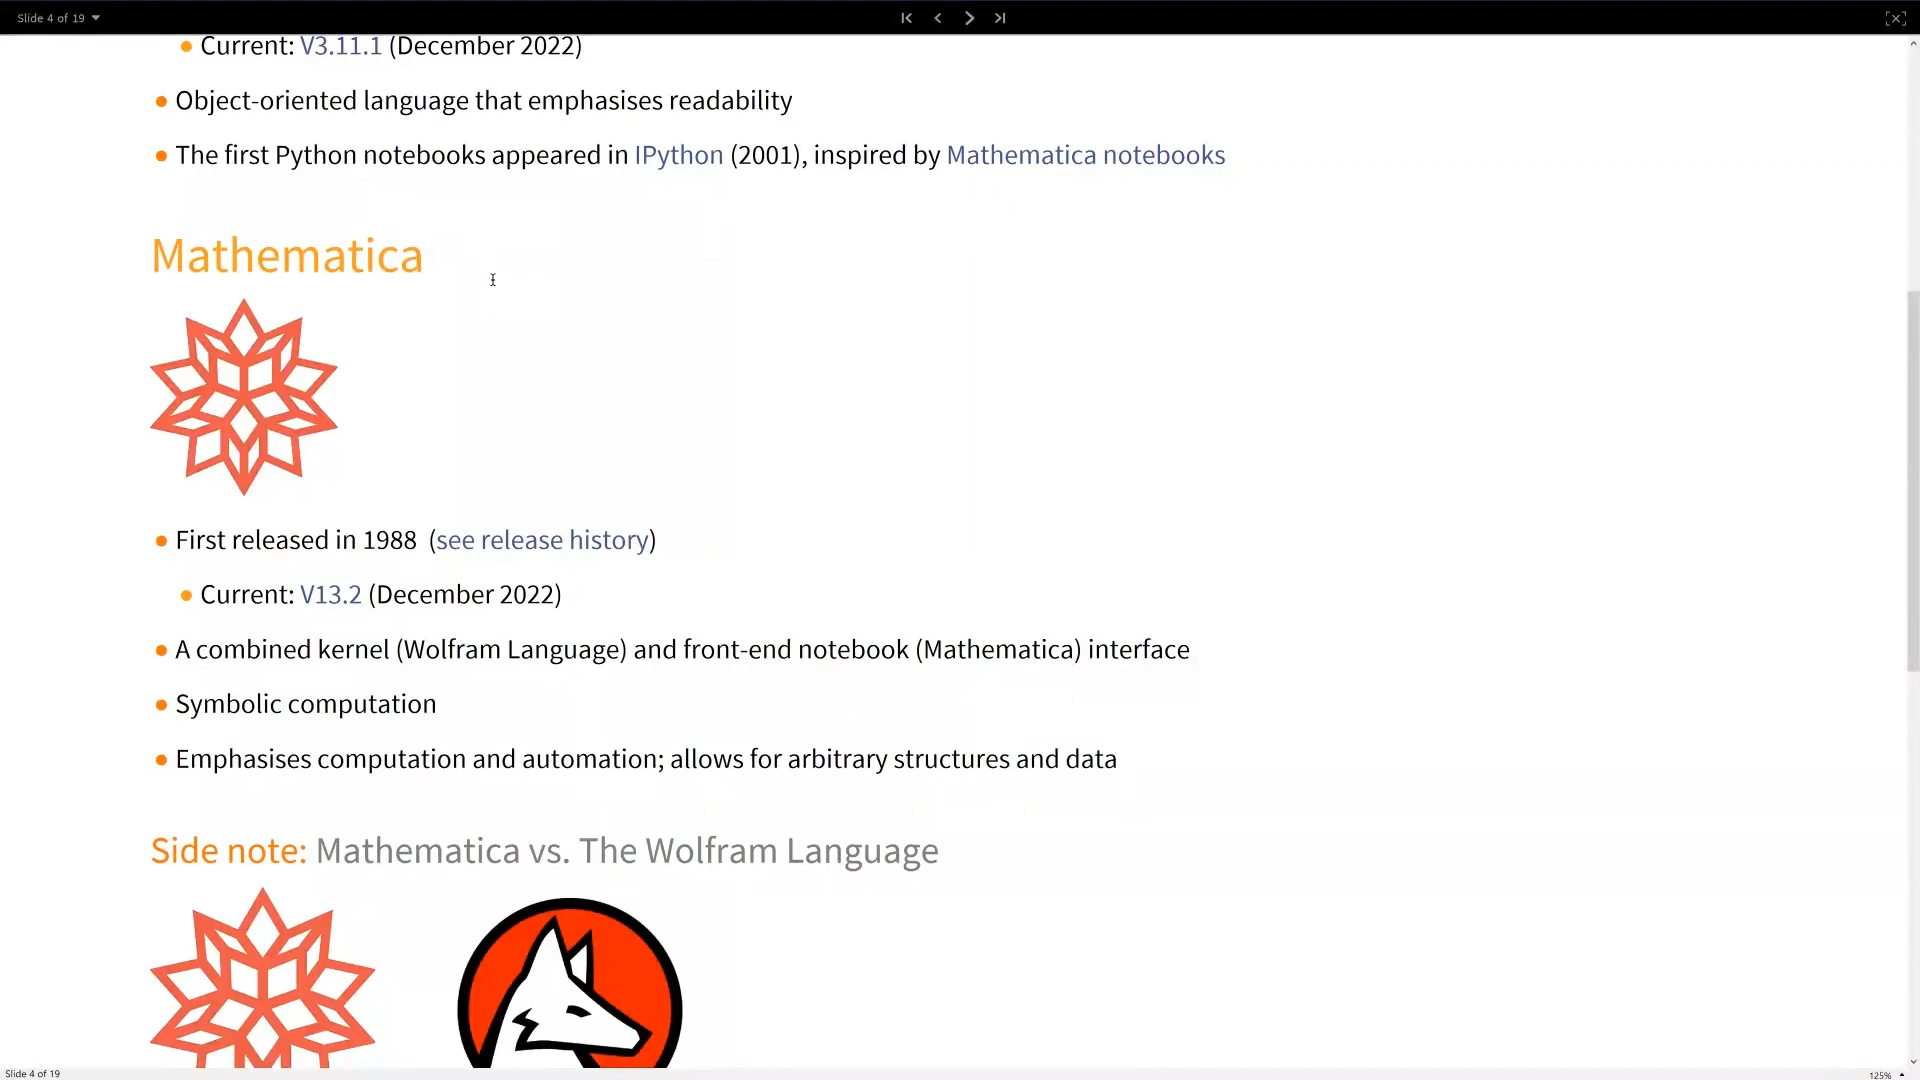 Slide 4 of 19
Current: V3.11.1 (December 2022)
Object-oriented language that emphasises readability
The first Python notebooks appeared in IPython (2001), inspired by Mathematica notebooks
Mathematica
First released in 1988 (see release history)
Current: V13.2 (December 2022)
A combined kernel (Wolfram Language) and front-end notebook (Mathematica) interface
Symbolic computation
Emphasises computation and automation; allows for arbitrary structures and data
Side note: Mathematica vs. The Wolfram Language
Slide 4 of 19
125%